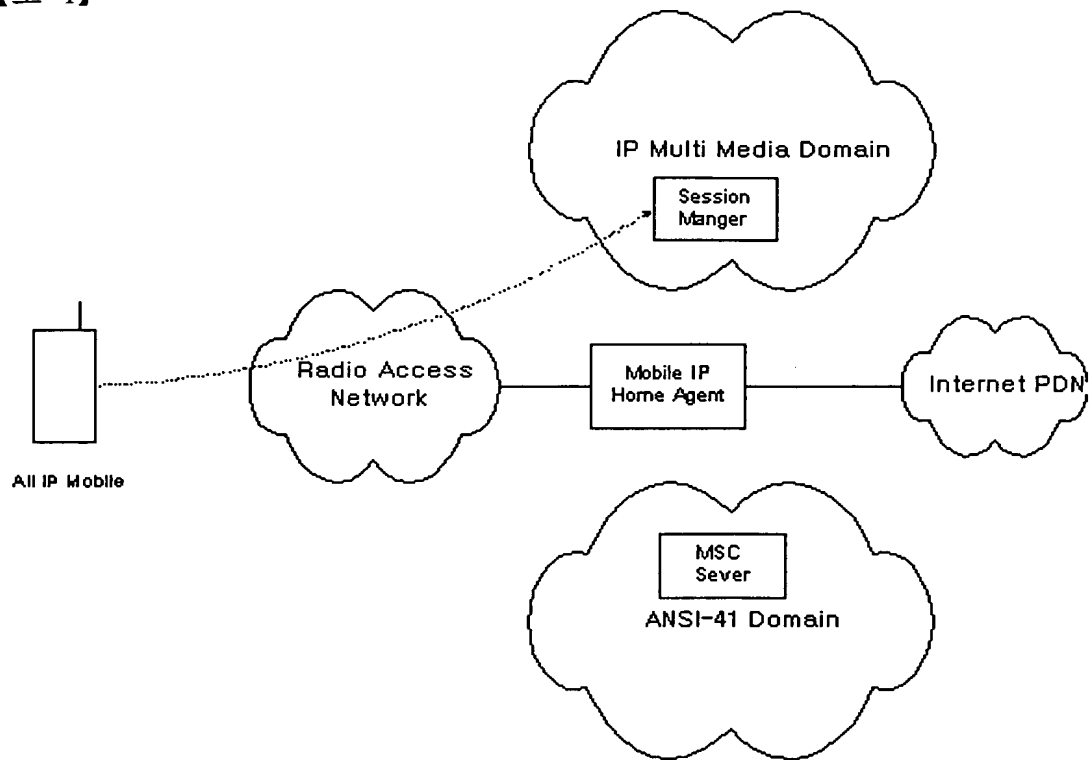 IP Multi Media Domain
Session
Manger
Radio Access
Network
Mobile IP
Home Agent
Internet PDN
All IP Mobile
MSC
Sever
ANSI-41 Domain